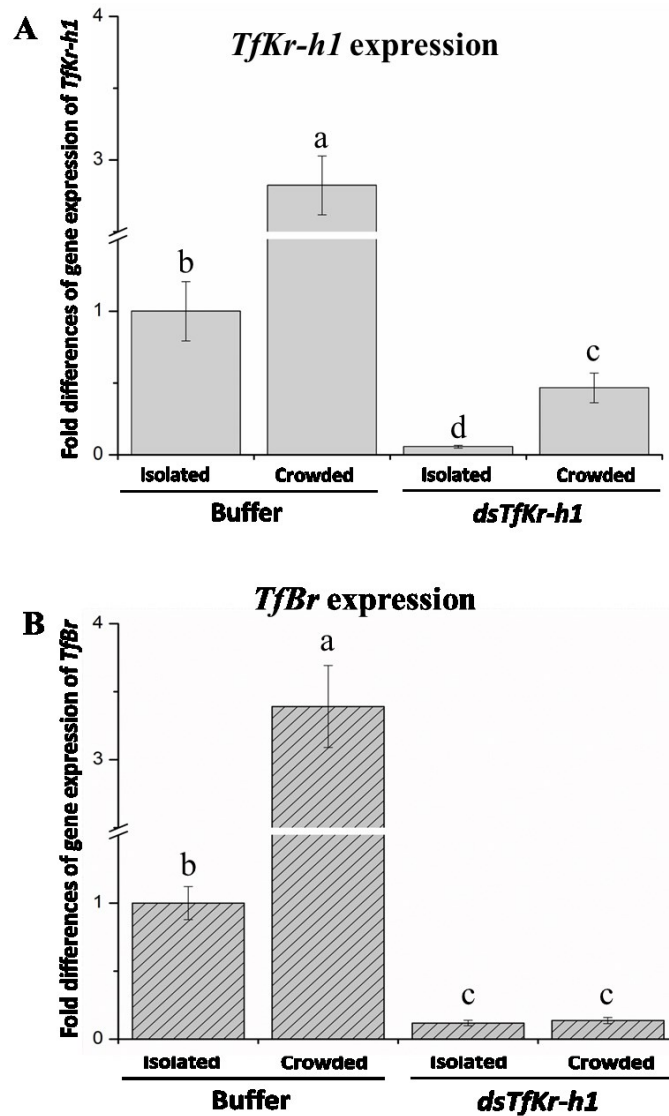 A
TfKr-h1 expression
Fold differences of gene expression of TfKr-h1
4
3
1
0
b
a
d
c
Isolated Crowded Isolated Crowded
Buffer dsTfKr-h1
B
TfBr expression
Fold differences of gene expression of TfBr
4
3
1
0
b
a
c
c
Isolated Crowded Isolated Crowded
Buffer dsTfKr-h1